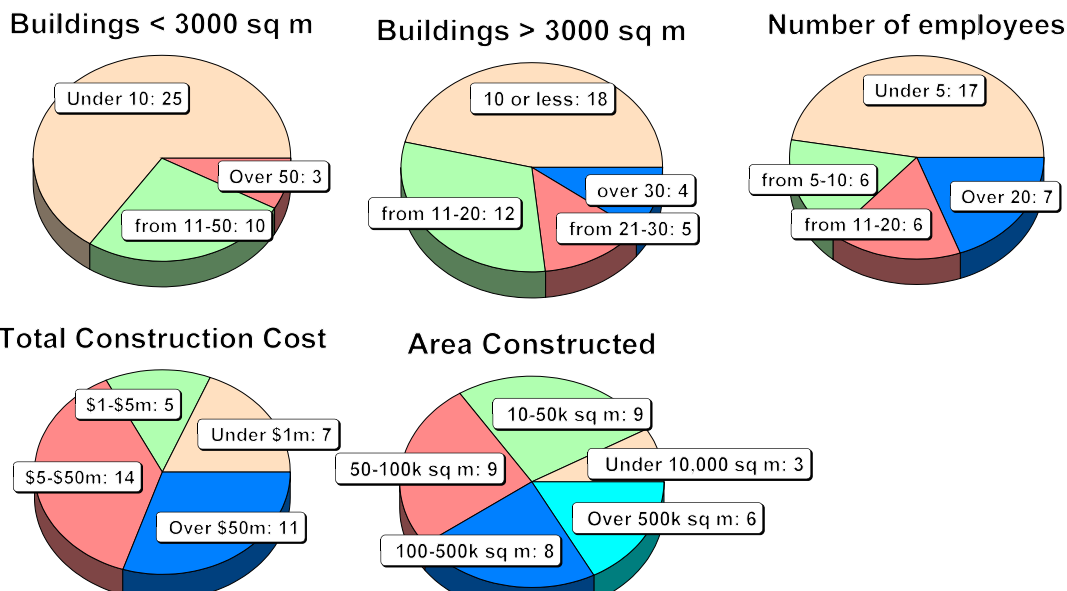 Buildings < 3000 sq m
Buildings > 3000 sq m
Number of employees
Under 10: 25
Over 50: 3
from 11-50: 10
10 or less: 18
over 30: 4
from 11-20: 12
from 21-30: 5
Under 5: 17
from 5-10: 6
Over 20: 7
from 11-20: 6
Total Construction Cost
Area Constructed
$1-$5m: 5
Under $1m: 7
$5-$50m: 14
Over $50m: 11
10-50k sq m: 9
50-100k sq m: 9
Under 10.000 sq m: 3
Over 500k sq m: 6
100-500k sq m: 8